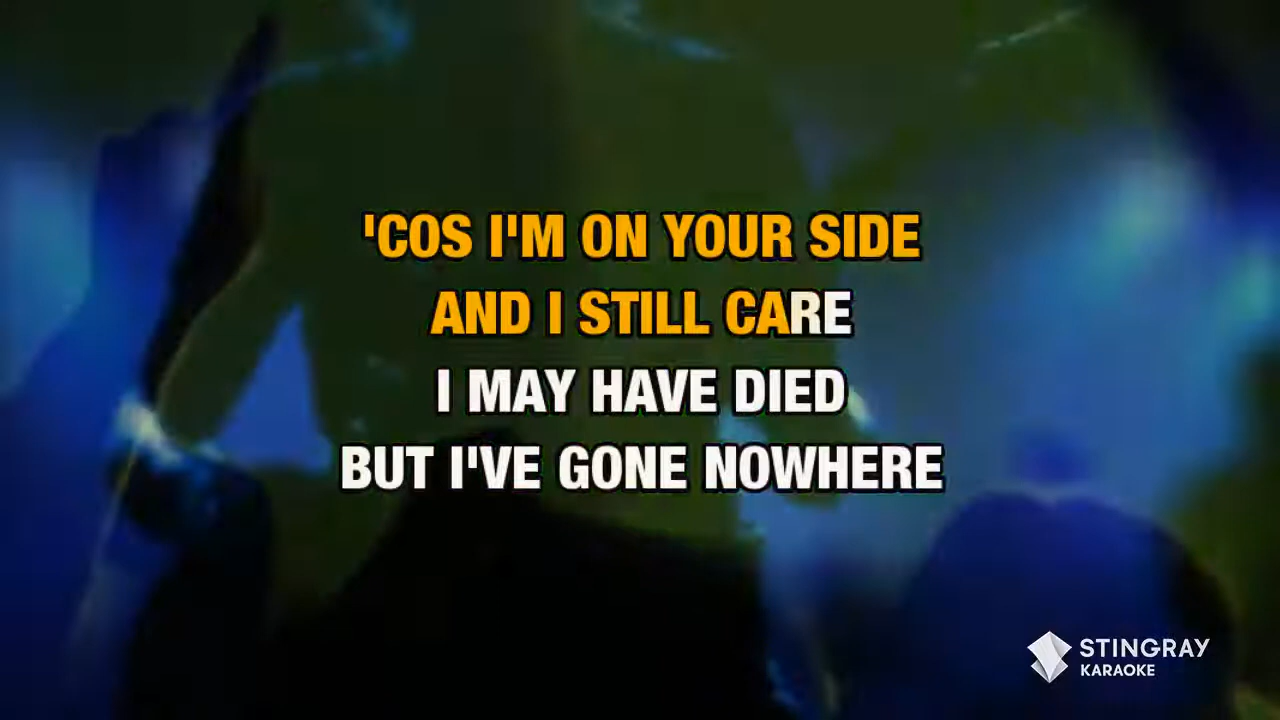 'COS I'M ON YOUR SIDE
AND I STILL CARE
I MAY HAVE DIED
BUT I'VE GONE NOWHERE
STINGRAY
KARAOKE